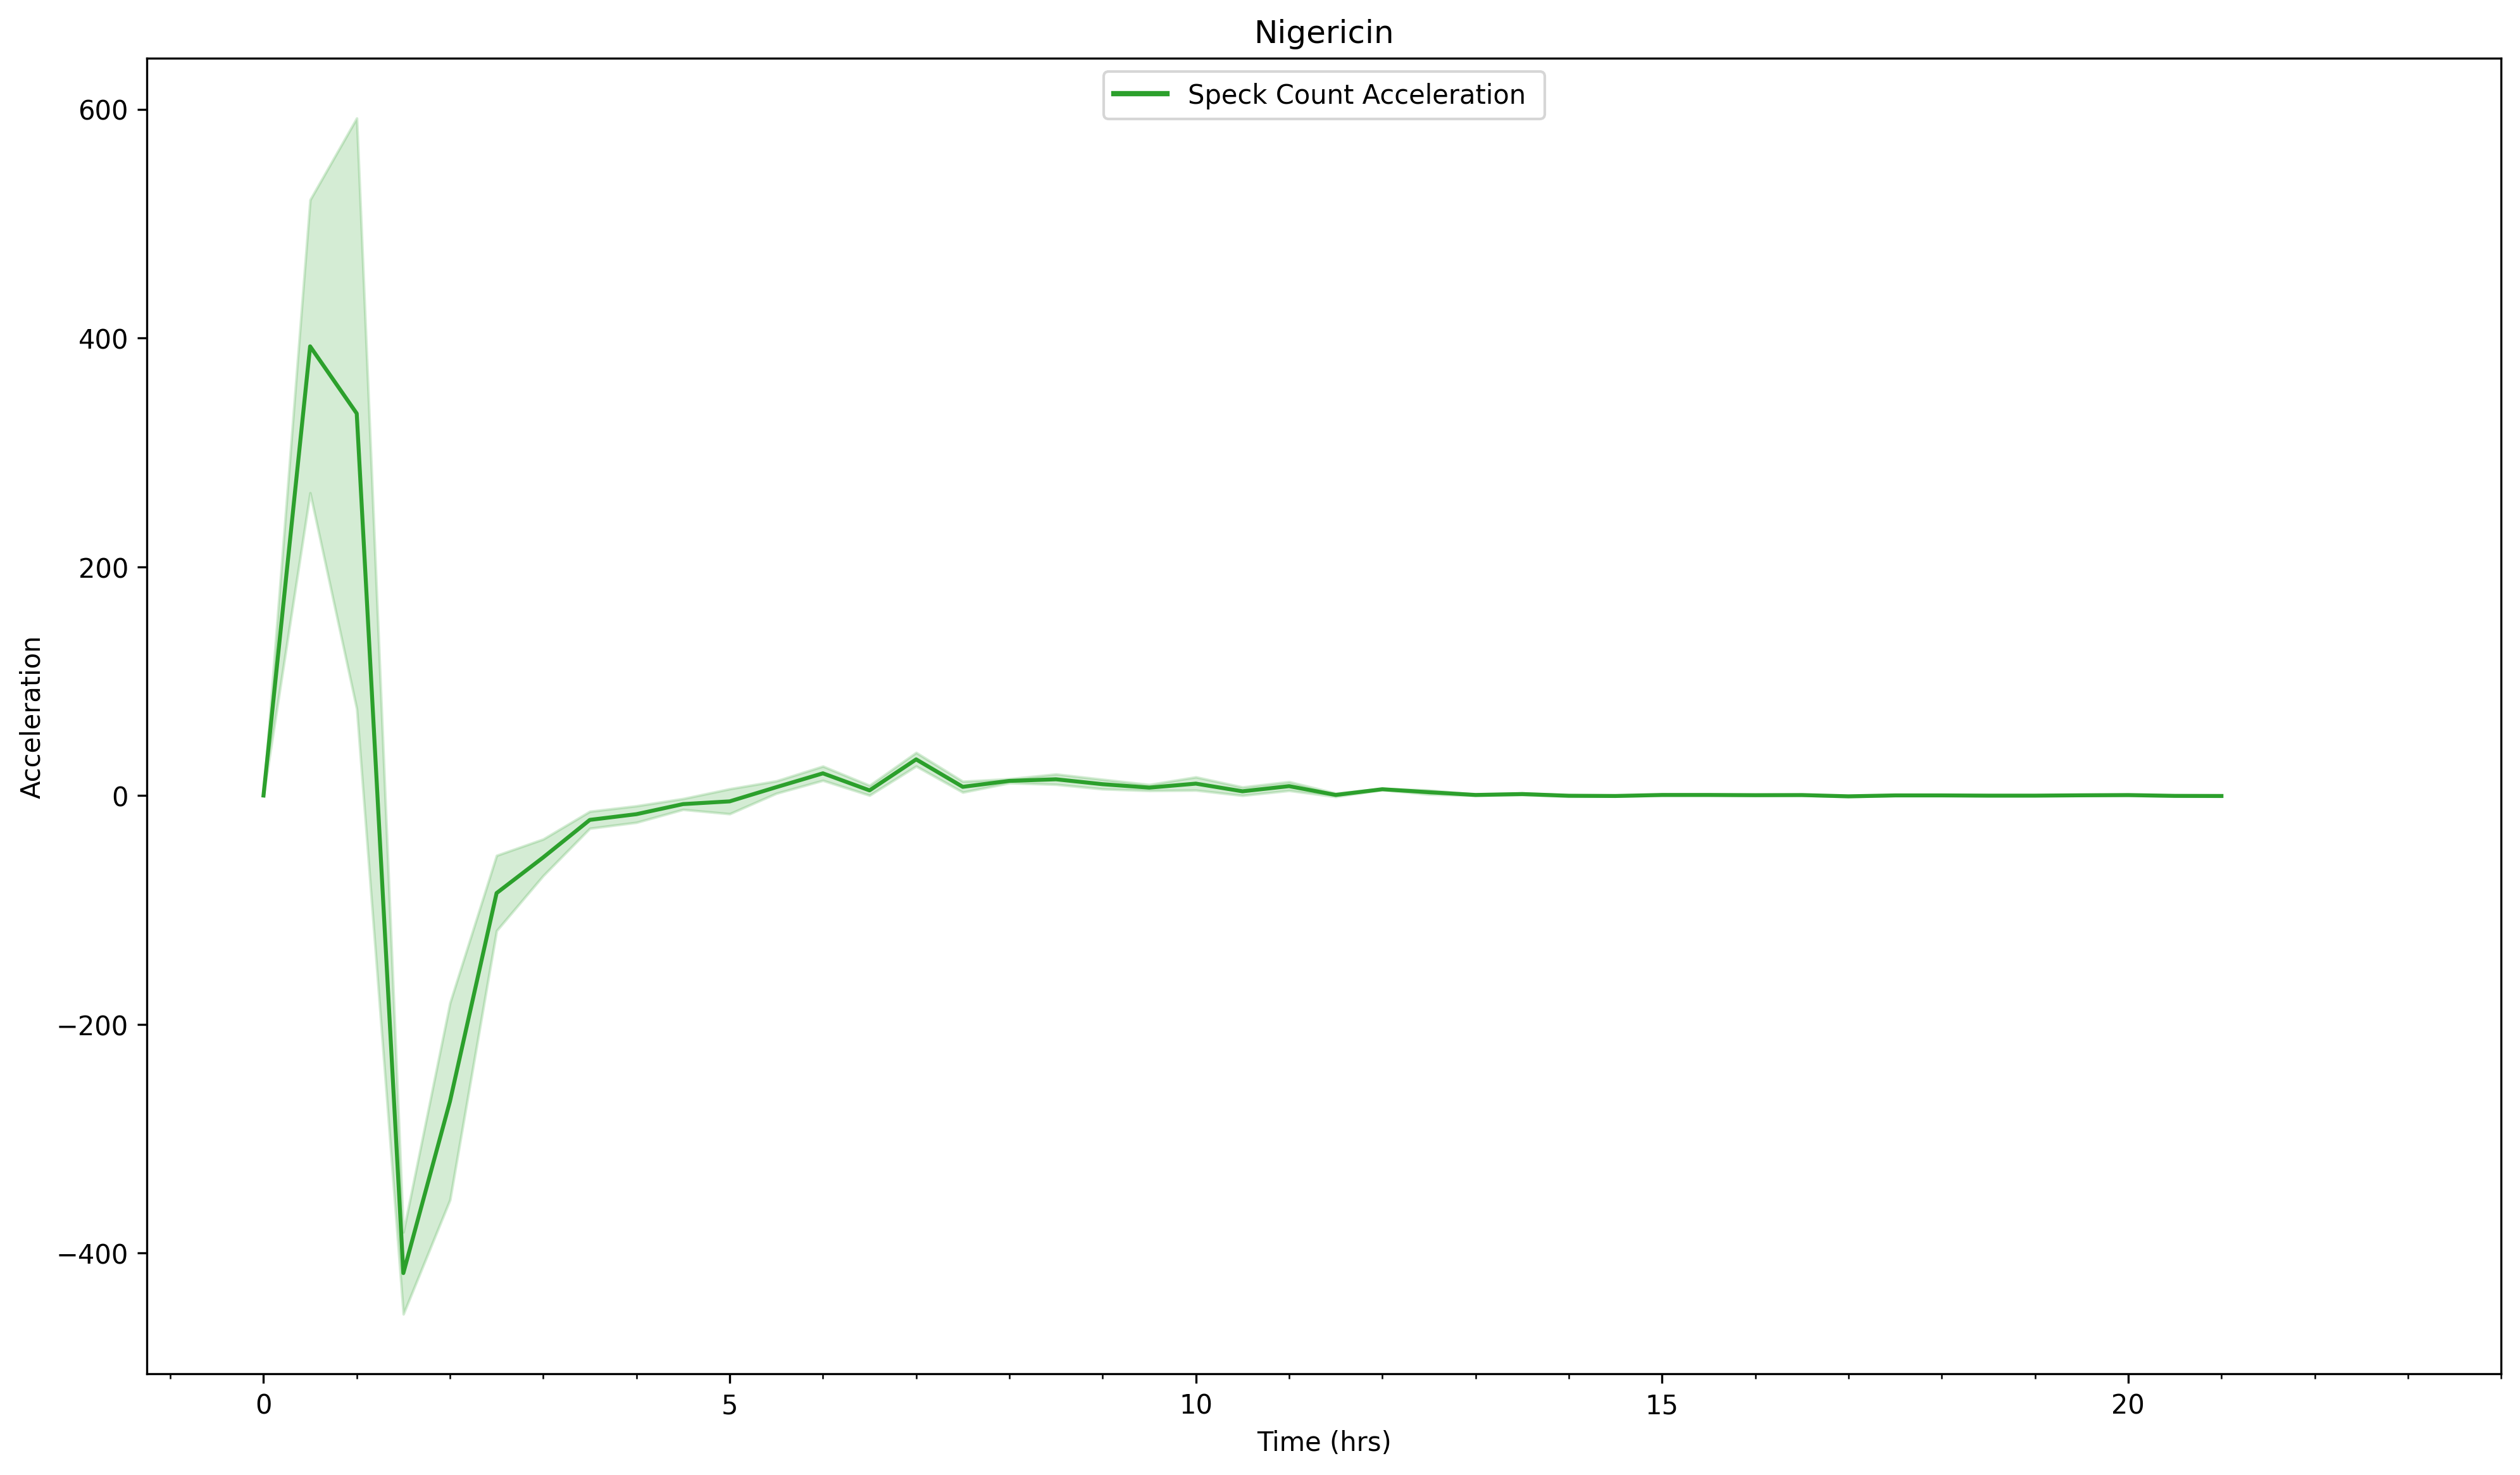 Nigericin
Speck Count Acceleration
600
400
200
0
−200
−400
Acceleration
0 5 10 15 20
Time (hrs)